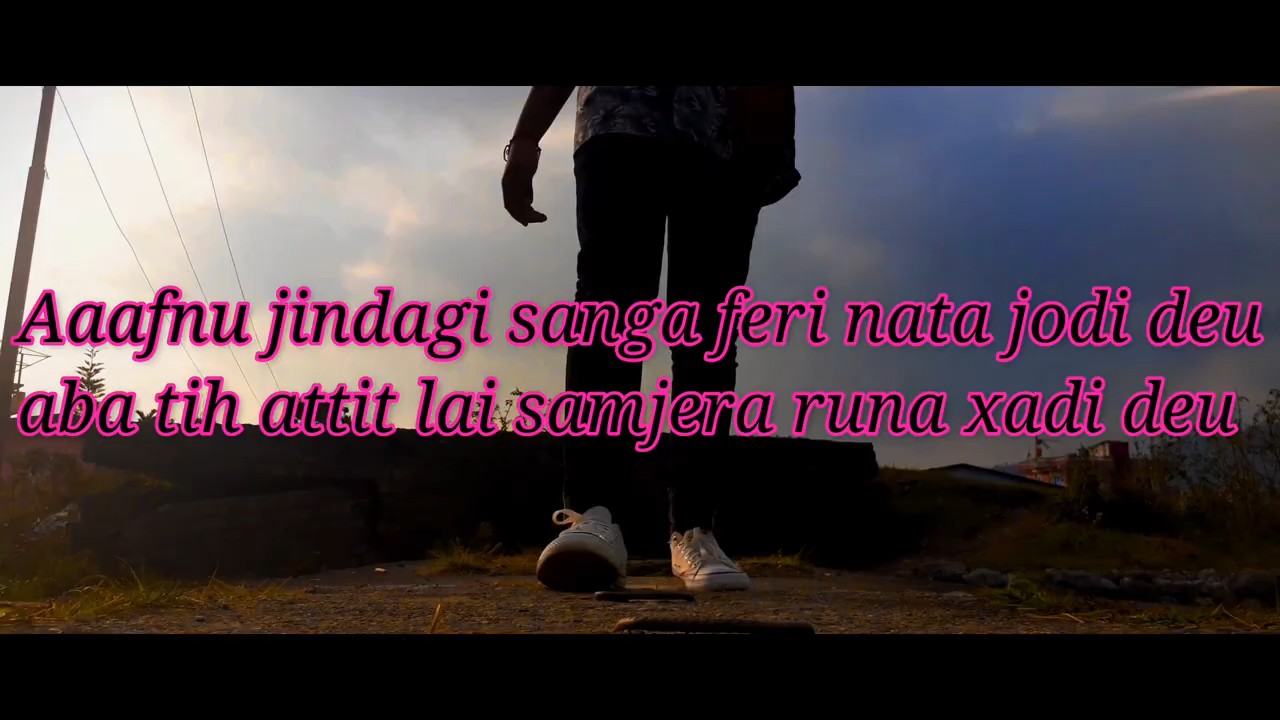 Aaafnu jindagi sanga feri nata jodi deu
aba tih attit lai samjera runa xadi deu